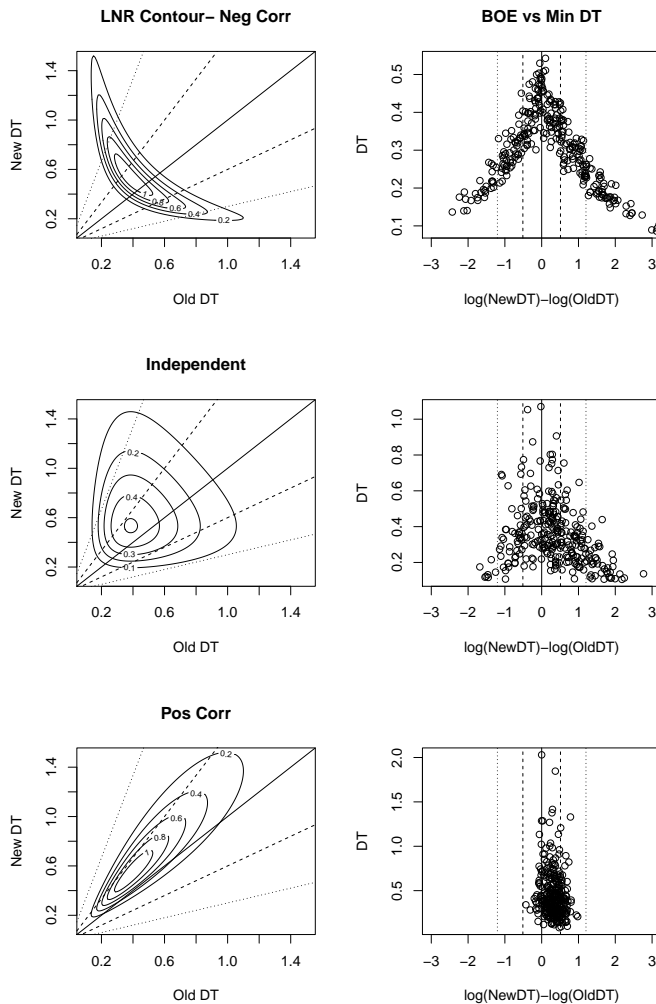 LNR Contour− Neg Corr
BOE vs Min DT
New DT
0.2 0.6 1.0 1.4
0.8
0.6
0.4
0.2
0.2 0.6 1.0 1.4
Old DT
DT
0.1 0.2 0.3 0.4 0.5
−3 −2 −1 0 1 2 3
log(NewDT)−log(OldDT)
Independent
New DT
0.2 0.6 1.0 1.4
0.2
0.4
0.3
0.1
0.2 0.6 1.0 1.4
Old DT
DT
0.2 0.4 0.6 0.8 1.0
−3 −2 −1 0 1 2 3
log(NewDT)−log(OldDT)
Pos Corr
New DT
0.2 0.6 1.0 1.4
0.2
0.4
0.6
0.8
1
0.2 0.6 1.0 1.4
Old DT
DT
0.5 1.0 1.5 2.0
−3 −2 −1 0 1 2 3
log(NewDT)−log(OldDT)